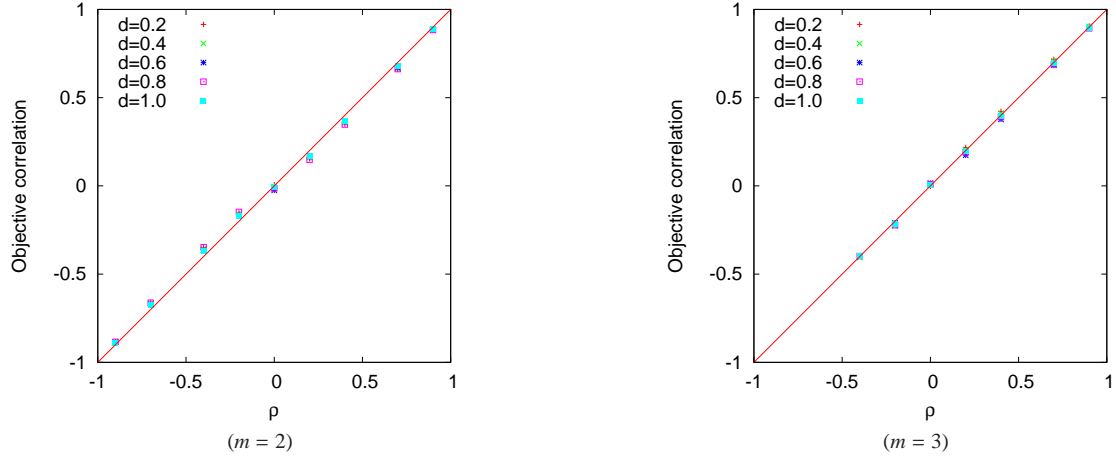 1
0.5
0
-0.5
-1
-1 -0.5 0 0.5 1
Objective correlation
ρ
d=0.2
d=0.4
d=0.6
d=0.8
d=1.0
(m = 2)
1
0.5
0
-0.5
-1
-1 -0.5 0 0.5 1
Objective correlation
ρ
d=0.2
d=0.4
d=0.6
d=0.8
d=1.0
(m = 3)